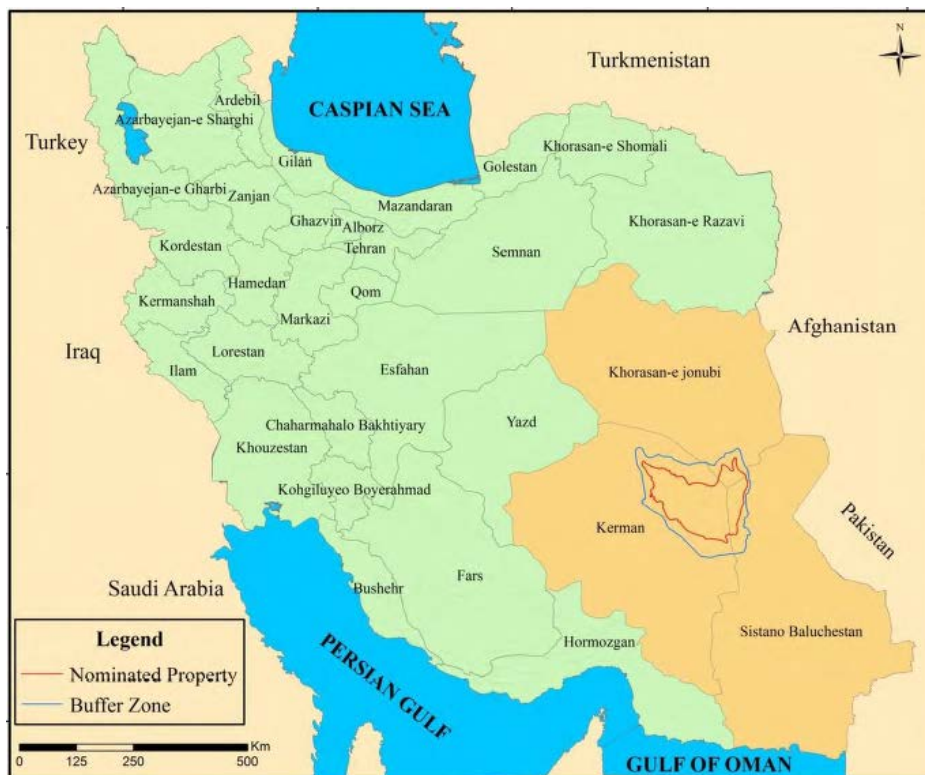 N
Turkmenistan
CASPIAN SEA
Ardebil
Azarbayejan-e Sharghi
Turkey
Khorasan-e Shomali
Gilan
Golestan
Azarbayejan-e Gharbi
Zanjan
Mazandaran
Ghazvin
Alborz
Khorasan-e Razavi
Kordestan
Tehran
Semnan
Hamedan
Qom
Kermanshah
Markazi
Afghanistan
Iraq
Lorestan
Ilam
Esfahan
Khorasan-e jonubi
Chaharmahalo Bakhtiyary
Yazd
Khouzestan
Kohgiluyeo Boyerahmad
Kerman
Pakistan
Saudi Arabia
Bushehr
Fars
Hormozgan
Sistano Baluchestan
PERSIAN GULF
Legend
Nominated Property
Buffer Zone
Km
0 125 250 500
GULF OF OMAN